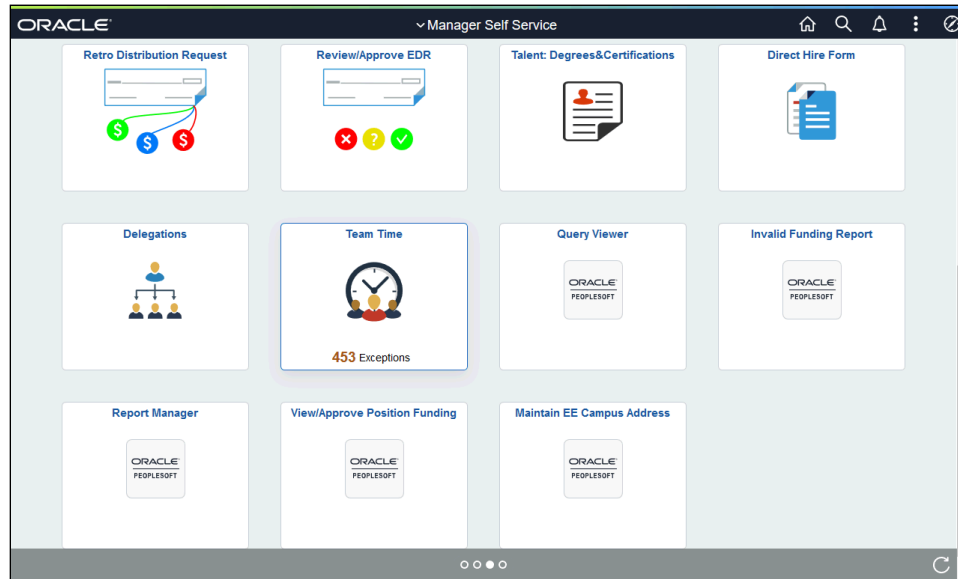 ORACLE
Manager Self Service
Retro Distribution Request
Review/Approve EDR
Talent: Degrees&Certifications
Direct Hire Form
$
$
$
?
Delegations
Team Time
Query Viewer
Invalid Funding Report
ORACLE
PEOPLESOFT
ORACLE
PEOPLESOFT
453 Exceptions
Report Manager
View/Approve Position Funding
Maintain EE Campus Address
ORACLE
PEOPLESOFT
ORACLE
PEOPLESOFT
ORACLE
PEOPLESOFT